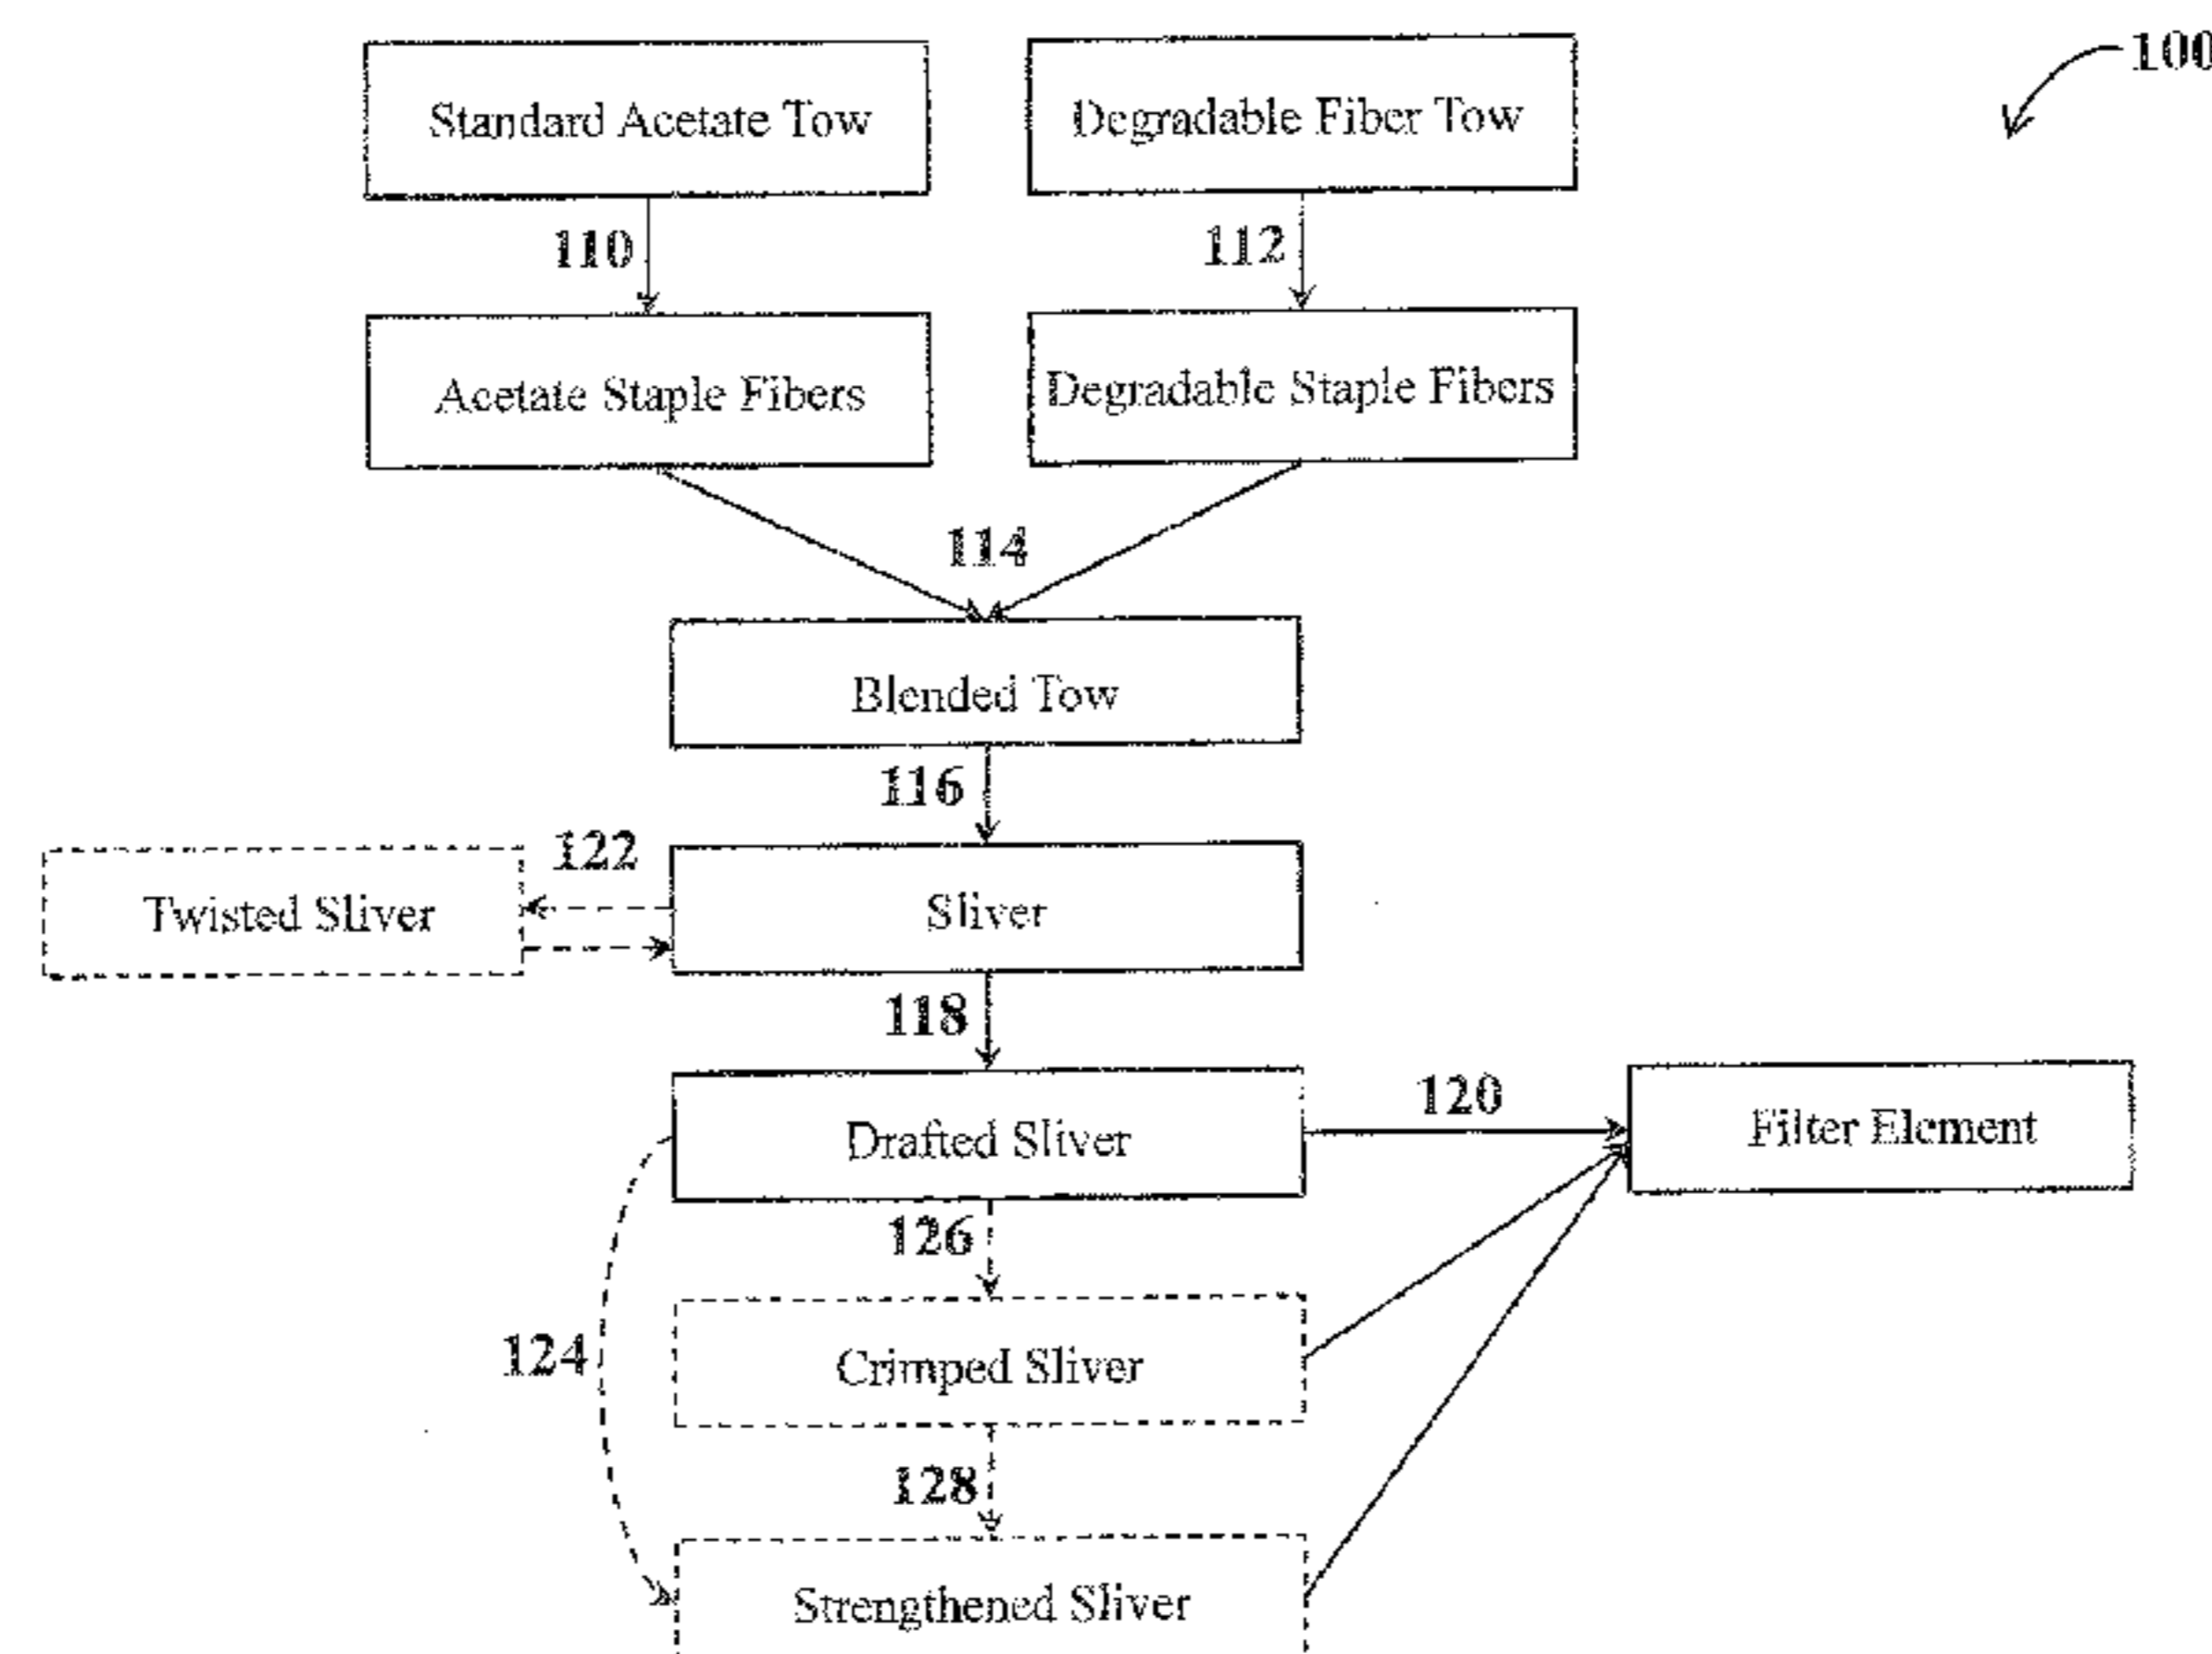 100
Standard Acetate Tow
Degradable Fiber Tow
110
112
Acetate Staple Fibers
Degradable Staple Fibers
114
Blended Tow
116
122
Twisted Sliver
Sliver
118
Drafted Sliver
120
Filter Element
126
124
Crimped Sliver
128
Strengthened Sliver